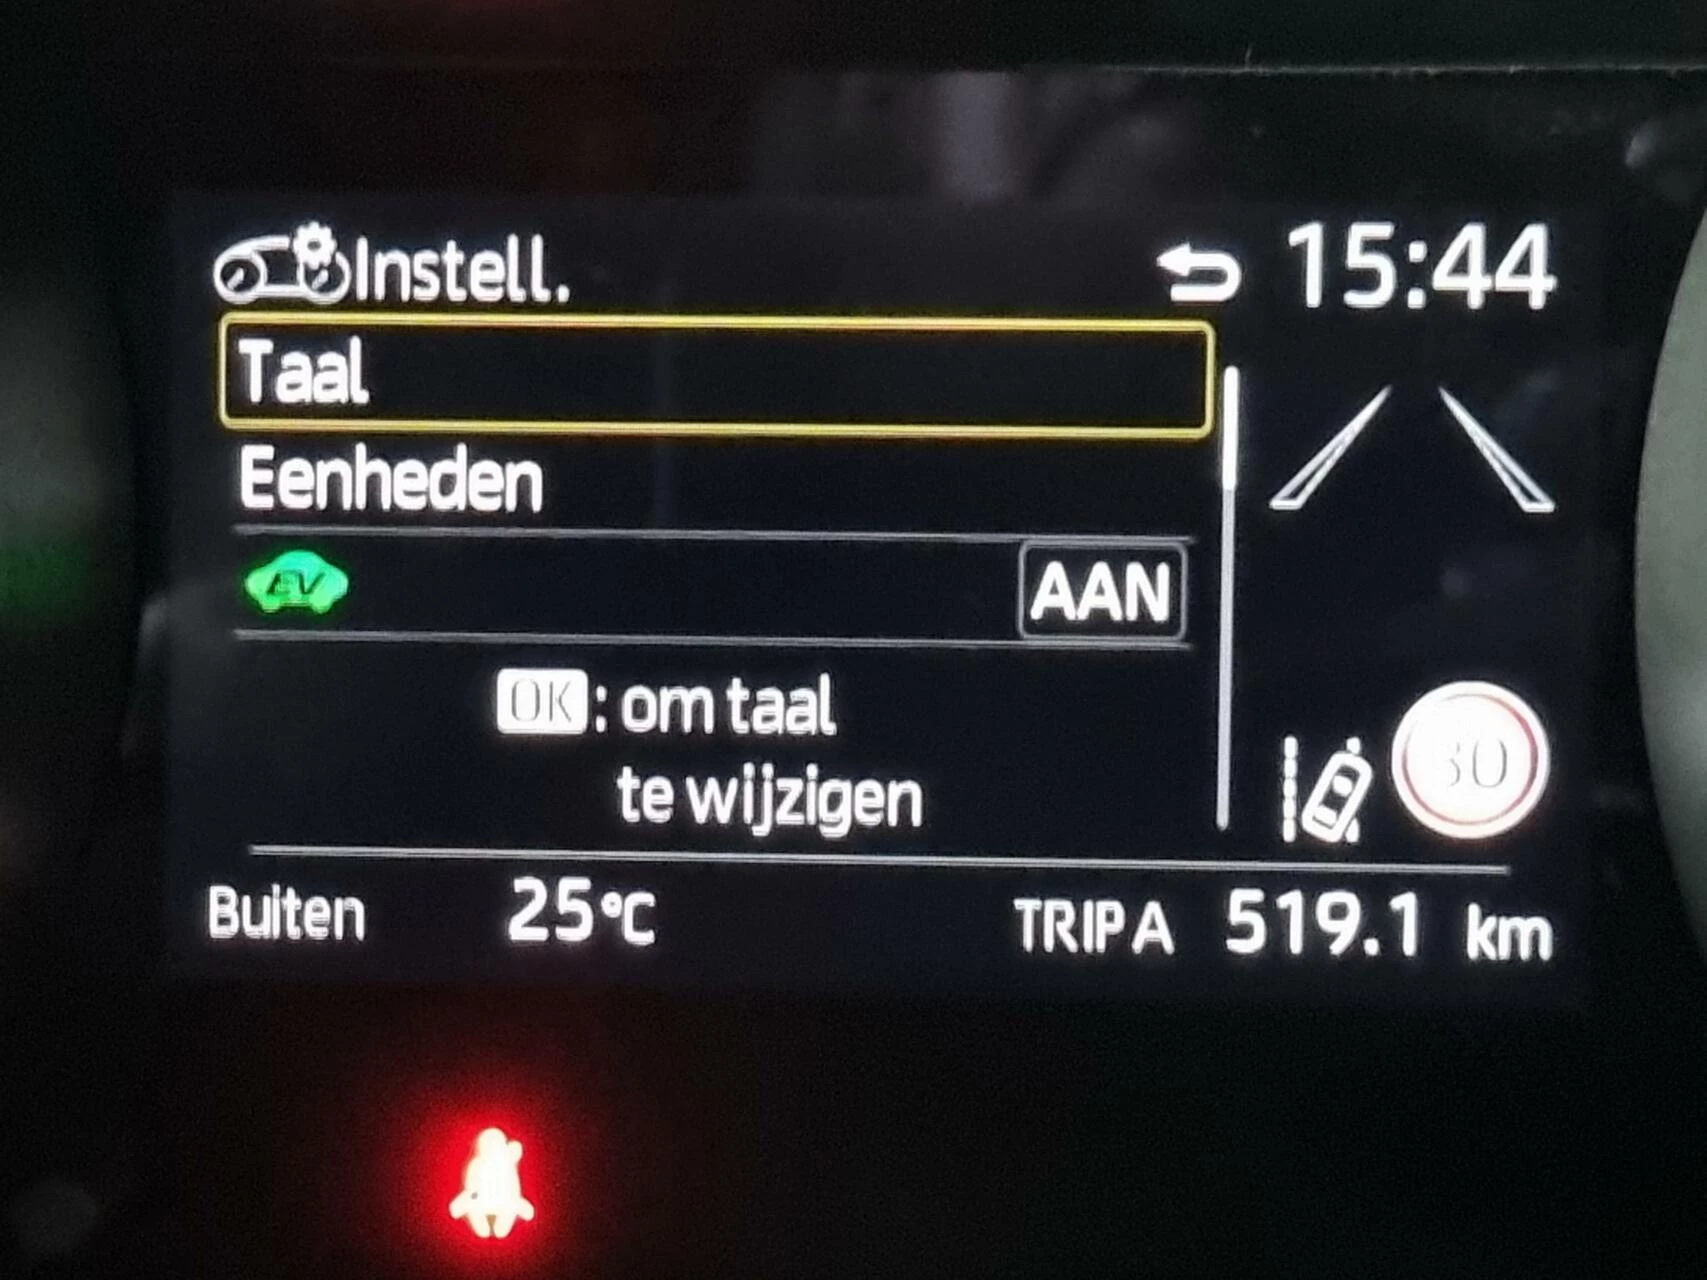 Instell.
15:44
Taal
Eenheden
EV
AAN
OK: om taal
te wijzigen
Buiten 25°C
TRIP A 519.1 km